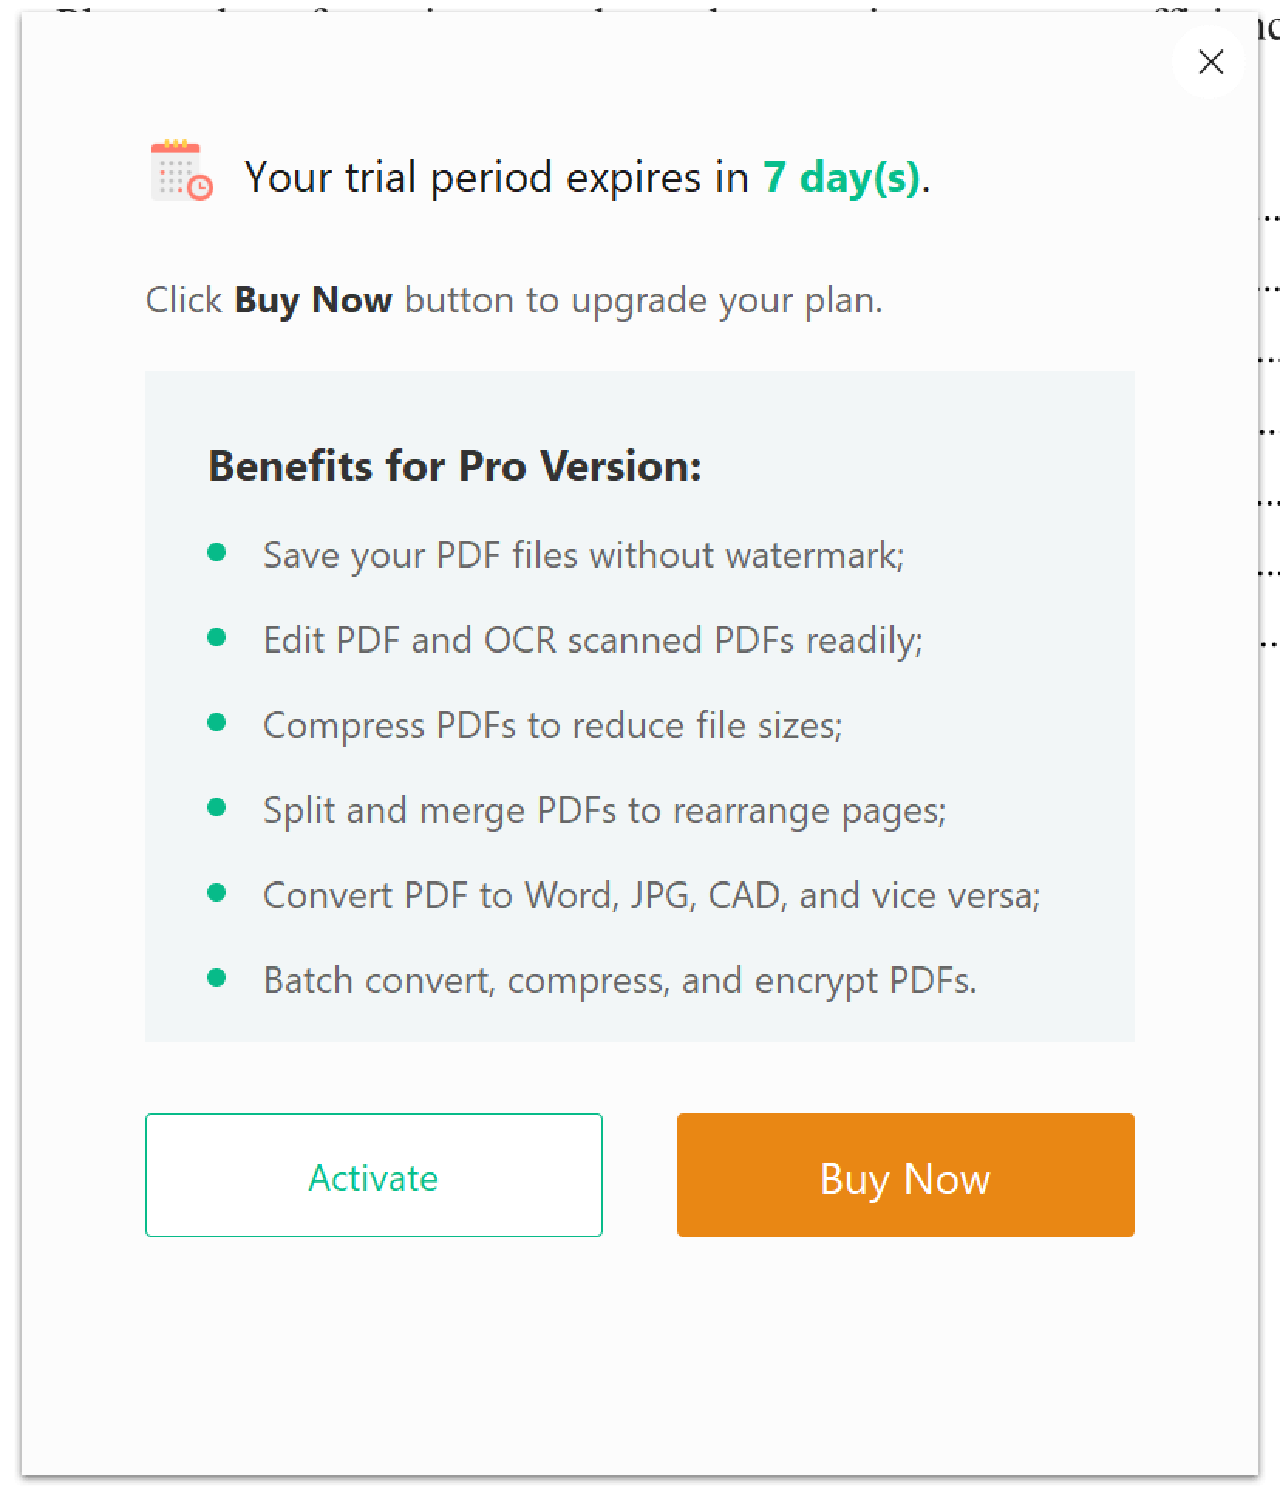 Your trial period expires in 7 day(s).
Click Buy Now button to upgrade your plan.
Benefits for Pro Version:
Save your PDF files without watermark;
Edit PDF and OCR scanned PDFs readily;
Compress PDFs to reduce file sizes;
Split and merge PDFs to rearrange pages;
Convert PDF to Word, JPG, CAD, and vice versa;
Batch convert, compress, and encrypt PDFs.
Activate
Buy Now